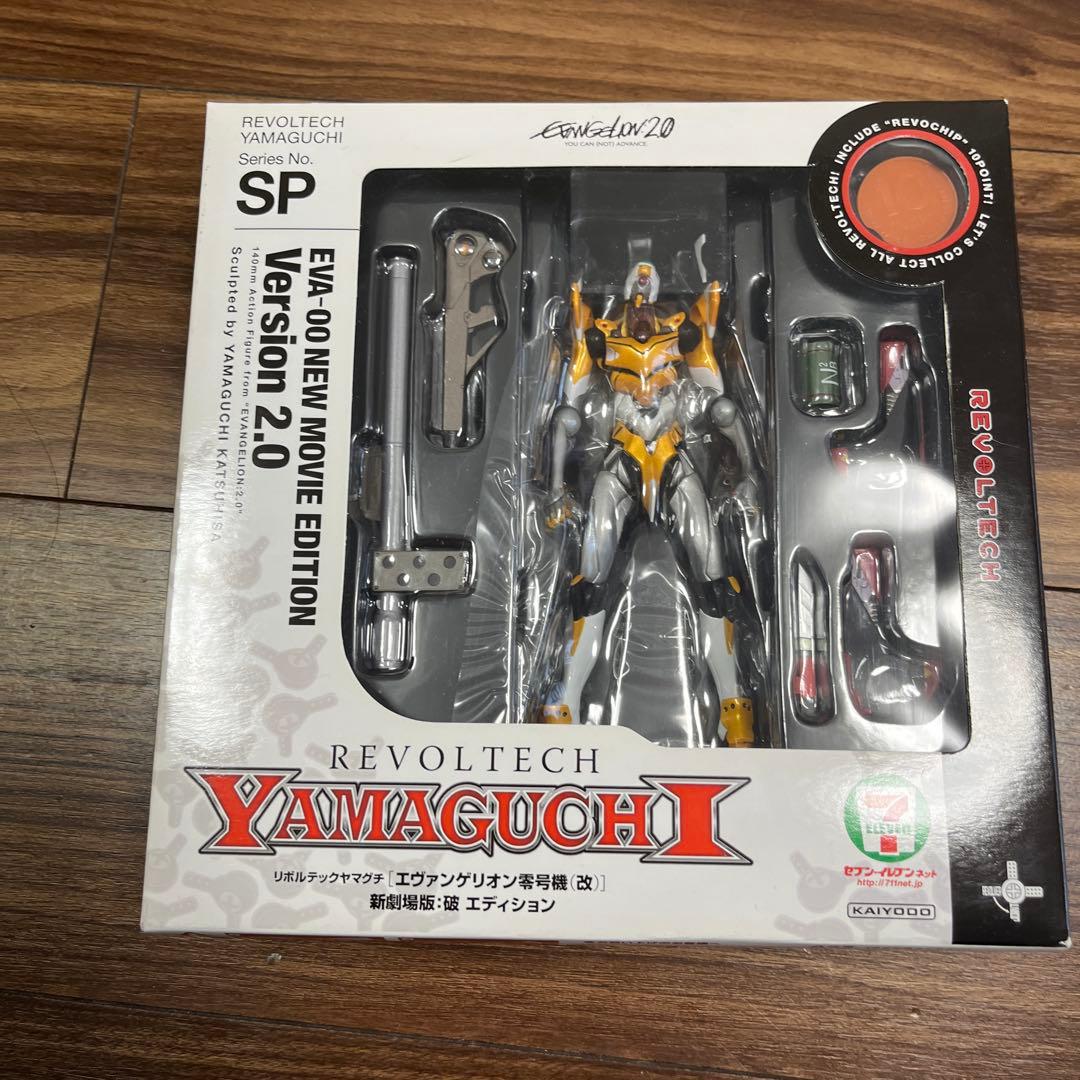 REVOLTECH
YAMAGUCHI
Series No.
SP
EVANGELION:2.0
YOU CAN (NOT) ADVANCE.
INCLUDE "REVOCHIP" 10POINT! LET'S COLLECT ALL REVOLTECH!
EVA-00 NEW MOVIE EDITION
Version 2.0
140mm Action Figure from "EVANGELION:2.0"
Sculpted by YAMAGUCHI KATSUHISA
N2
REVOLTECH
REVOLTECH
YAMAGUCHI
リボルテックヤマグチ [エヴァンゲリオン零号機(改)]
新劇場版:破 エディション
7
ELEVEN
セブン-イレブン ネット
http://711net.jp
KAIYODO